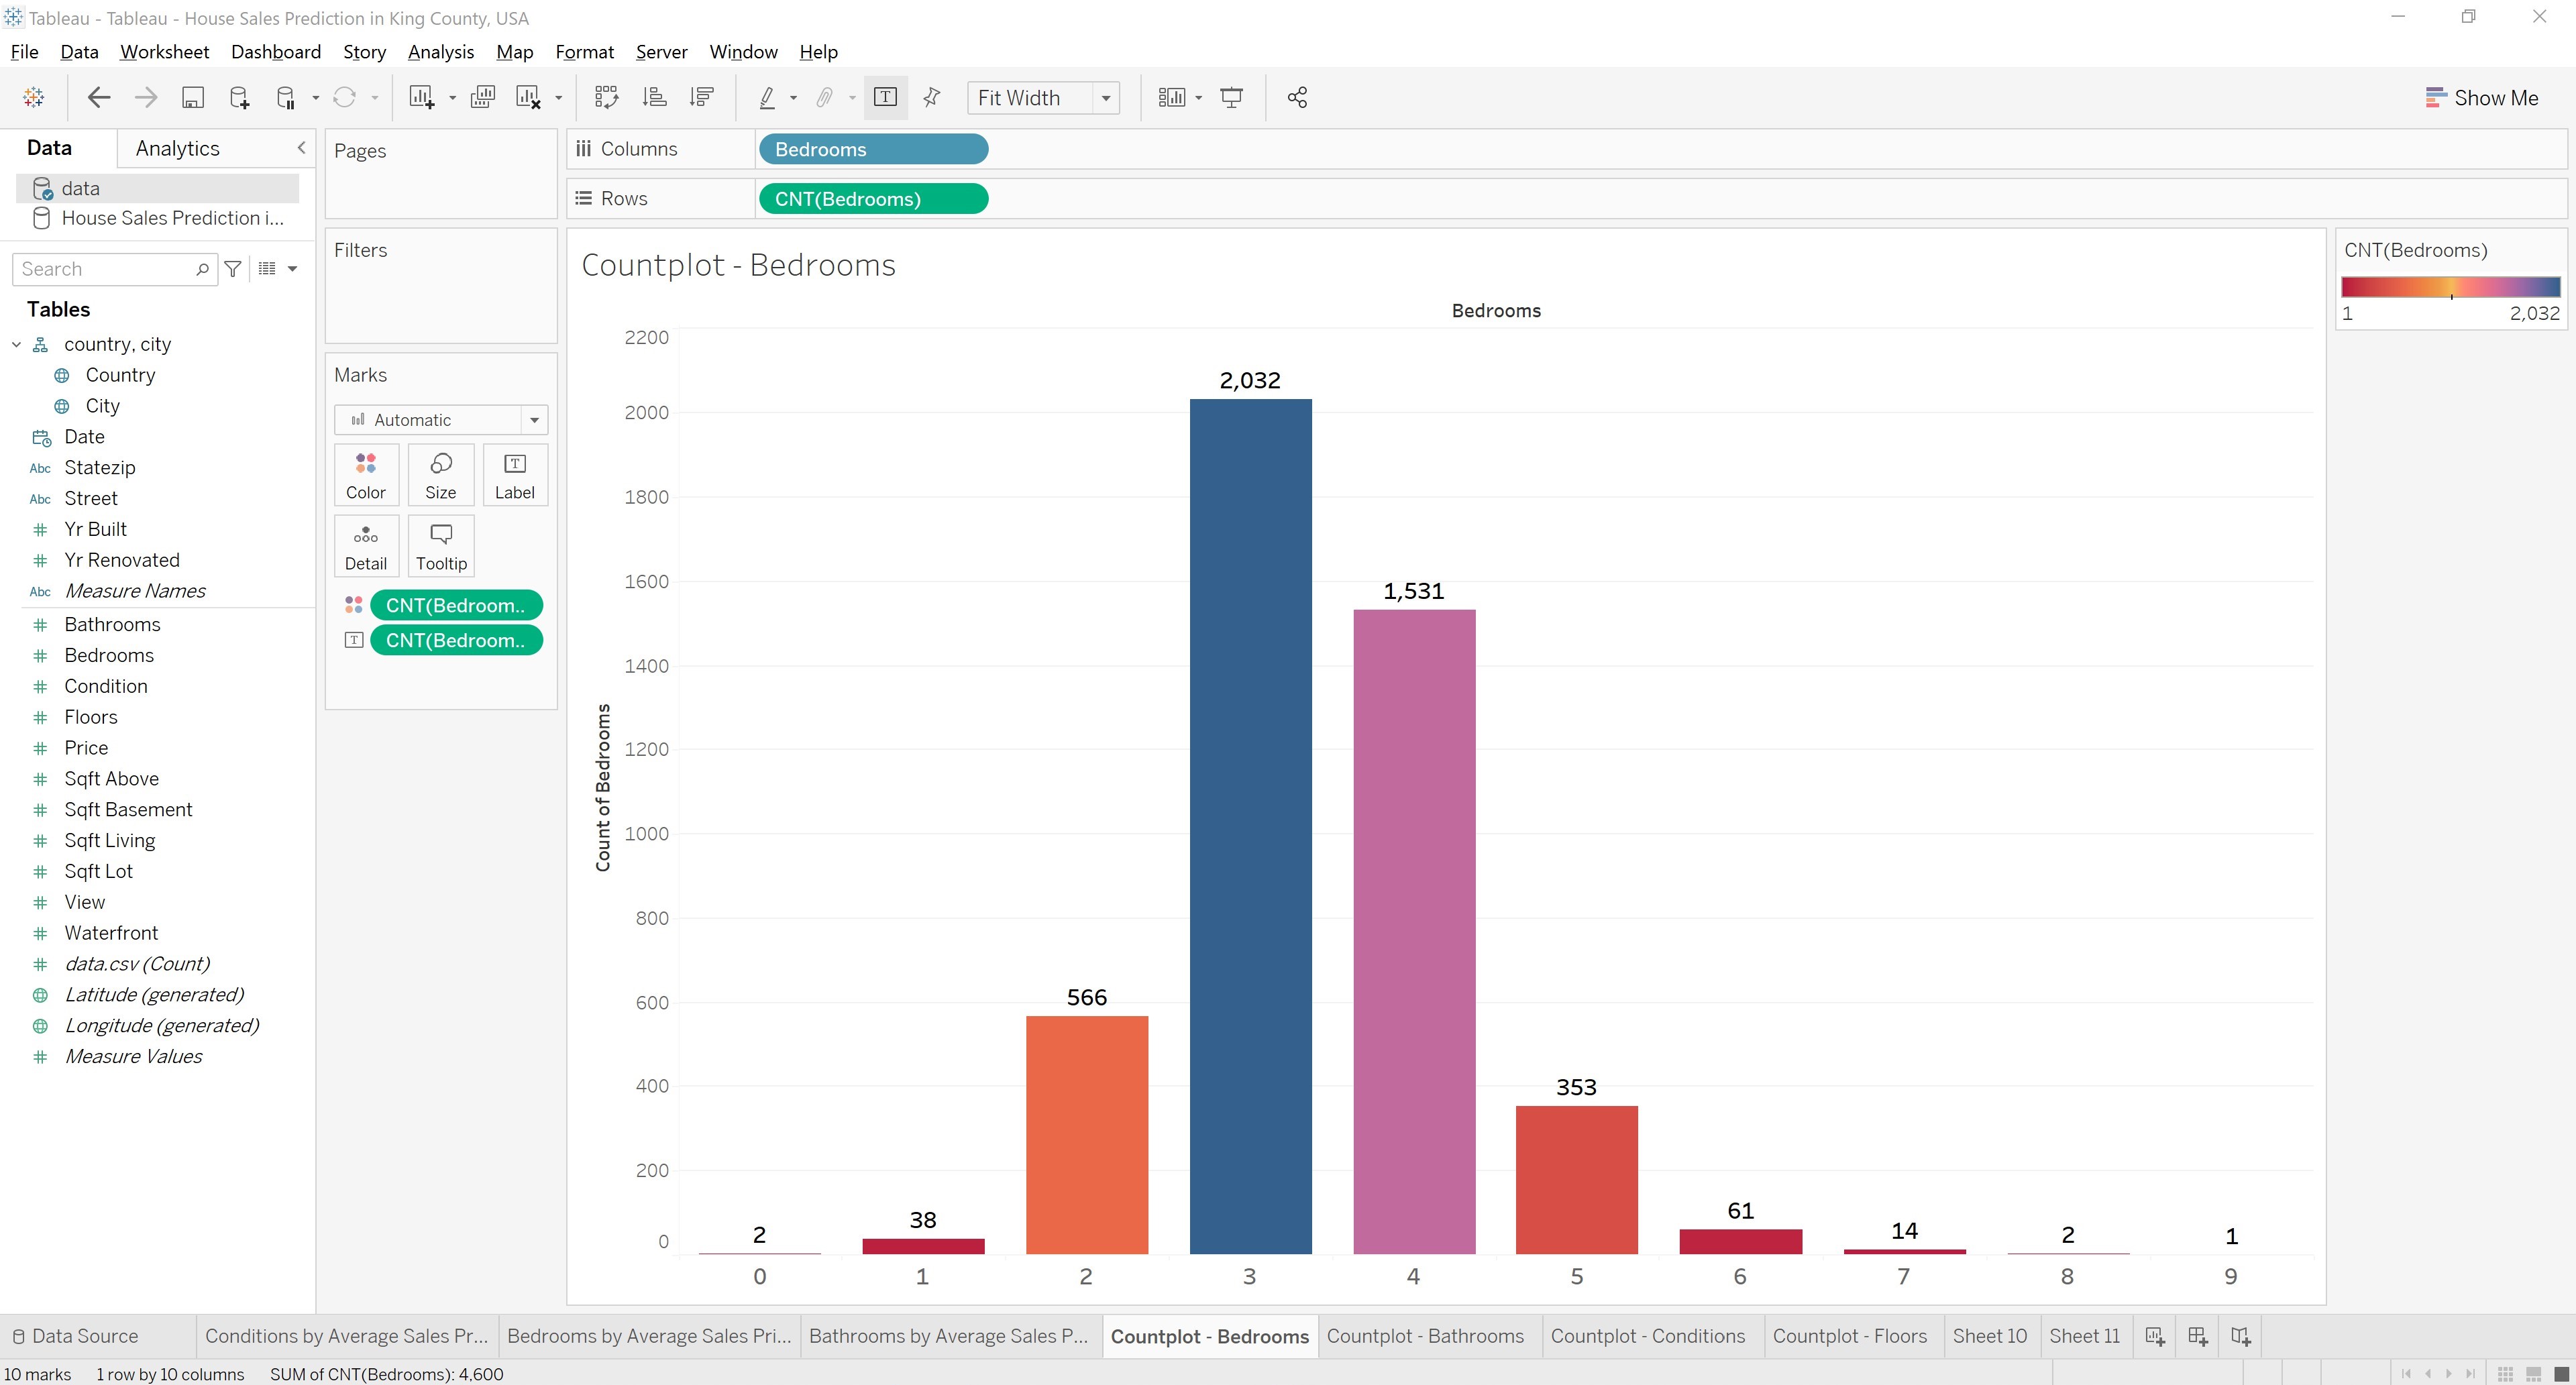 Tableau - Tableau - House Sales Prediction in King County, USA
File Data Worksheet Dashboard Story Analysis Map Format Server Window Help
Fit Width
Show Me
Data Analytics
data
House Sales Prediction i...
Search
Tables
country, city
Country
City
Date
Abc Statezip
Abc Street
Yr Built
Yr Renovated
Abc Measure Names
Bathrooms
Bedrooms
Condition
Floors
Price
Sqft Above
Sqft Basement
Sqft Living
Sqft Lot
View
Waterfront
data.csv (Count)
Latitude (generated)
Longitude (generated)
Measure Values
Pages
Filters
Marks
Automatic
Color Size Label
Detail Tooltip
CNT(Bedroom..
CNT(Bedroom..
Columns Bedrooms
Rows CNT(Bedrooms)
Countplot - Bedrooms
Bedrooms
Count of Bedrooms
2200
2000
1800
1600
1400
1200
1000
800
600
400
200
0
2
38
566
2,032
1,531
353
61
14
2
1
0 1 2 3 4 5 6 7 8 9
CNT(Bedrooms)
1 2,032
Data Source Conditions by Average Sales Pr... Bedrooms by Average Sales Pri... Bathrooms by Average Sales P... Countplot - Bedrooms Countplot - Bathrooms Countplot - Conditions Countplot - Floors Sheet 10 Sheet 11
10 marks 1 row by 10 columns SUM of CNT(Bedrooms): 4,600